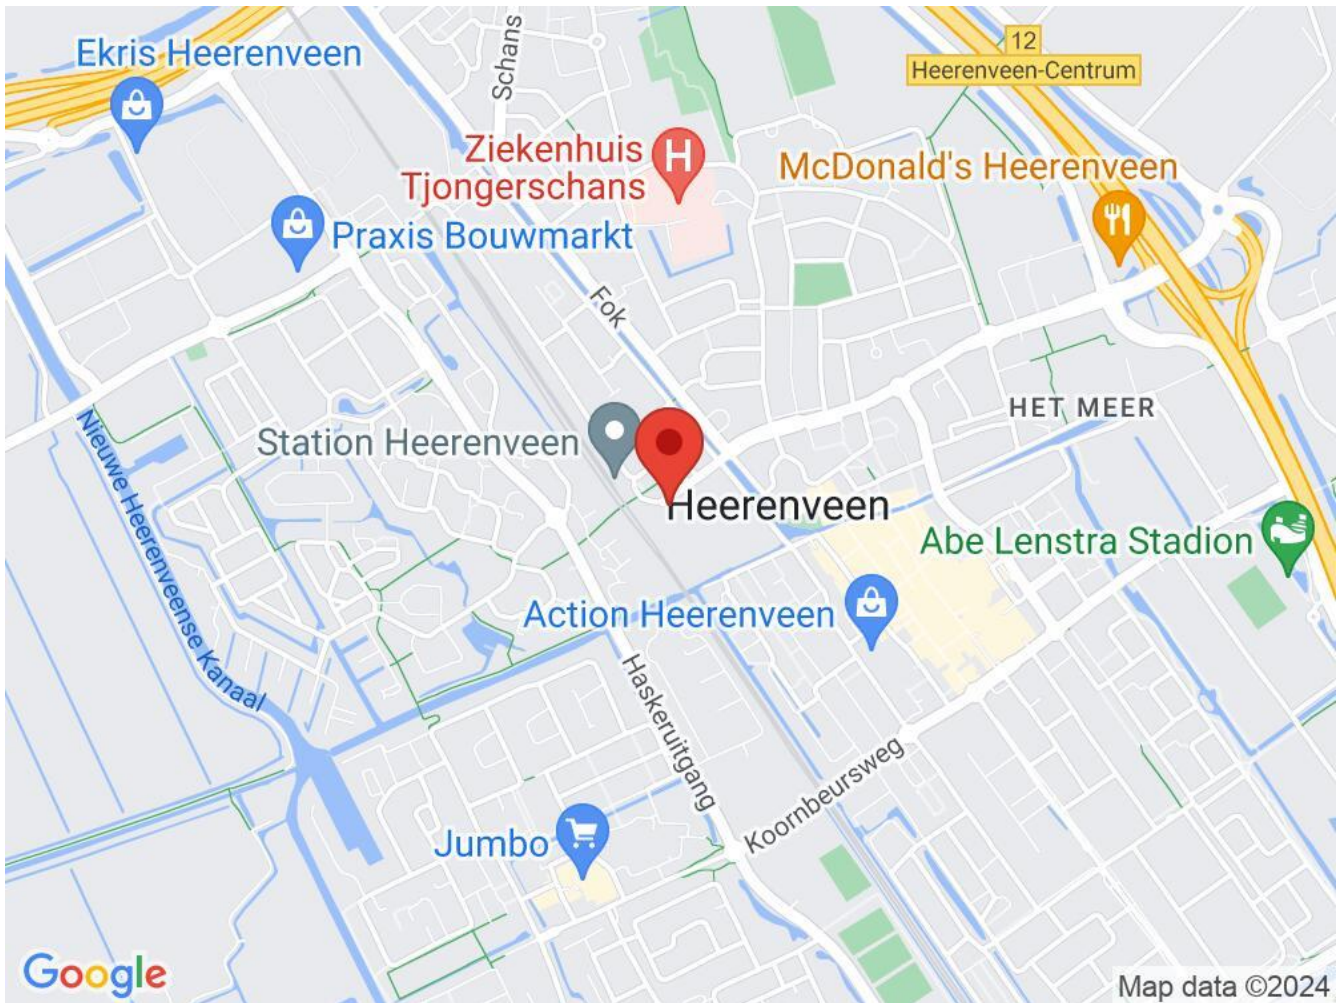 Ekris Heerenveen
Schans
12
Heerenveen-Centrum
Ziekenhuis
Tjongerschans
McDonald's Heerenveen
Praxis Bouwmarkt
Fok
HET MEER
Station Heerenveen
Nieuwe Heerenveense Kanaal
Heerenveen
Abe Lenstra Stadion
Action Heerenveen
Haskeruitgang
Koornbeursweg
Jumbo
Google
Map data ©2024